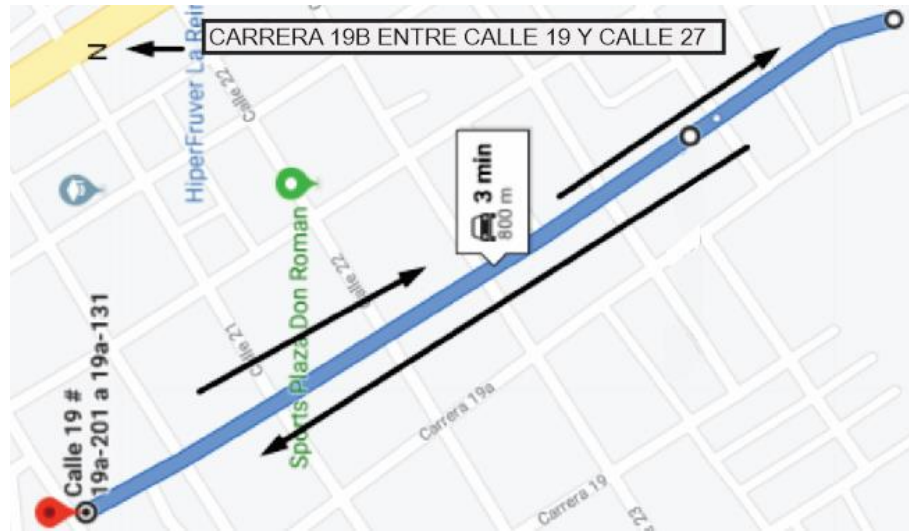 CARRERA 19B ENTRE CALLE 19 Y CALLE 27
N
HiperFruver La Rei
Calle 22
3 min
800 m
Sports Plaza Don Roman
Calle 22
Calle 21
Calle 19 #
19a-201 a 19a-131
Carrera 19a
Carrera 19
e 23